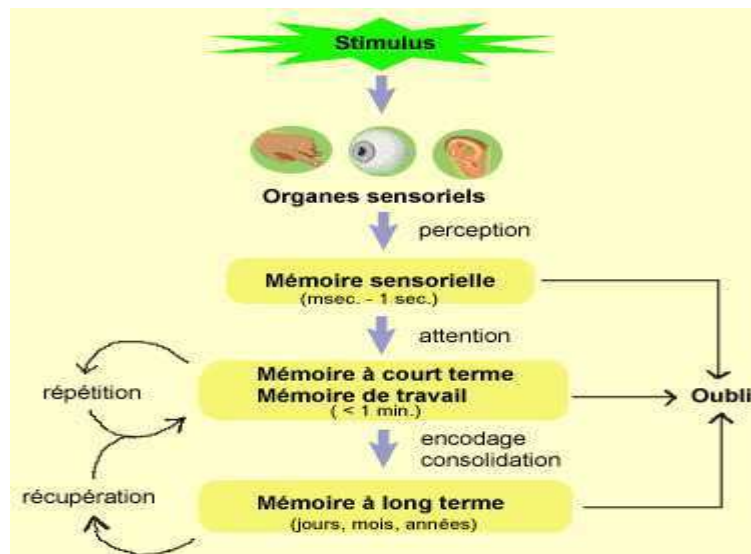 Stimulus
Organes sensoriels
perception
Mémoire sensorielle
(msec. - 1 sec.)
attention
Mémoire à court terme
Mémoire de travail
( < 1 min.)
répétition
Oubli
encodage
consolidation
récupération
Mémoire à long terme
(jours, mois, années)